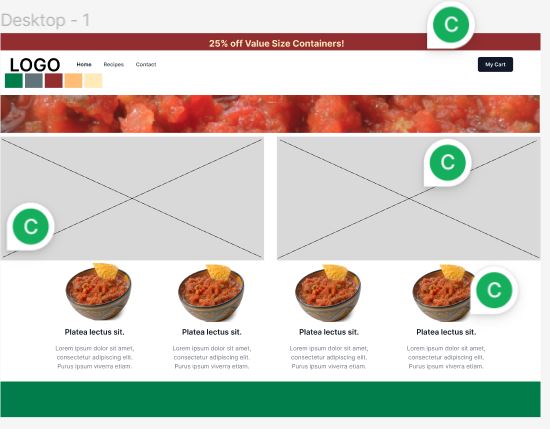 Desktop - 1
C
25% off Value Size Containers!
LOGO
Home
Recipes
Contact
My Cart
C
C
C
Platea lectus sit.
Platea lectus sit.
Platea lectus sit.
Platea lectus sit.
Lorem ipsum dolor sit amet,
consectetur adipiscing elit.
Purus ipsum viverra etiam.
Lorem ipsum dolor sit amet,
consectetur adipiscing elit.
Purus ipsum viverra etiam.
Lorem ipsum dolor sit amet,
consectetur adipiscing elit.
Purus ipsum viverra etiam.
Lorem ipsum dolor sit amet,
consectetur adipiscing elit.
Purus ipsum viverra etiam.